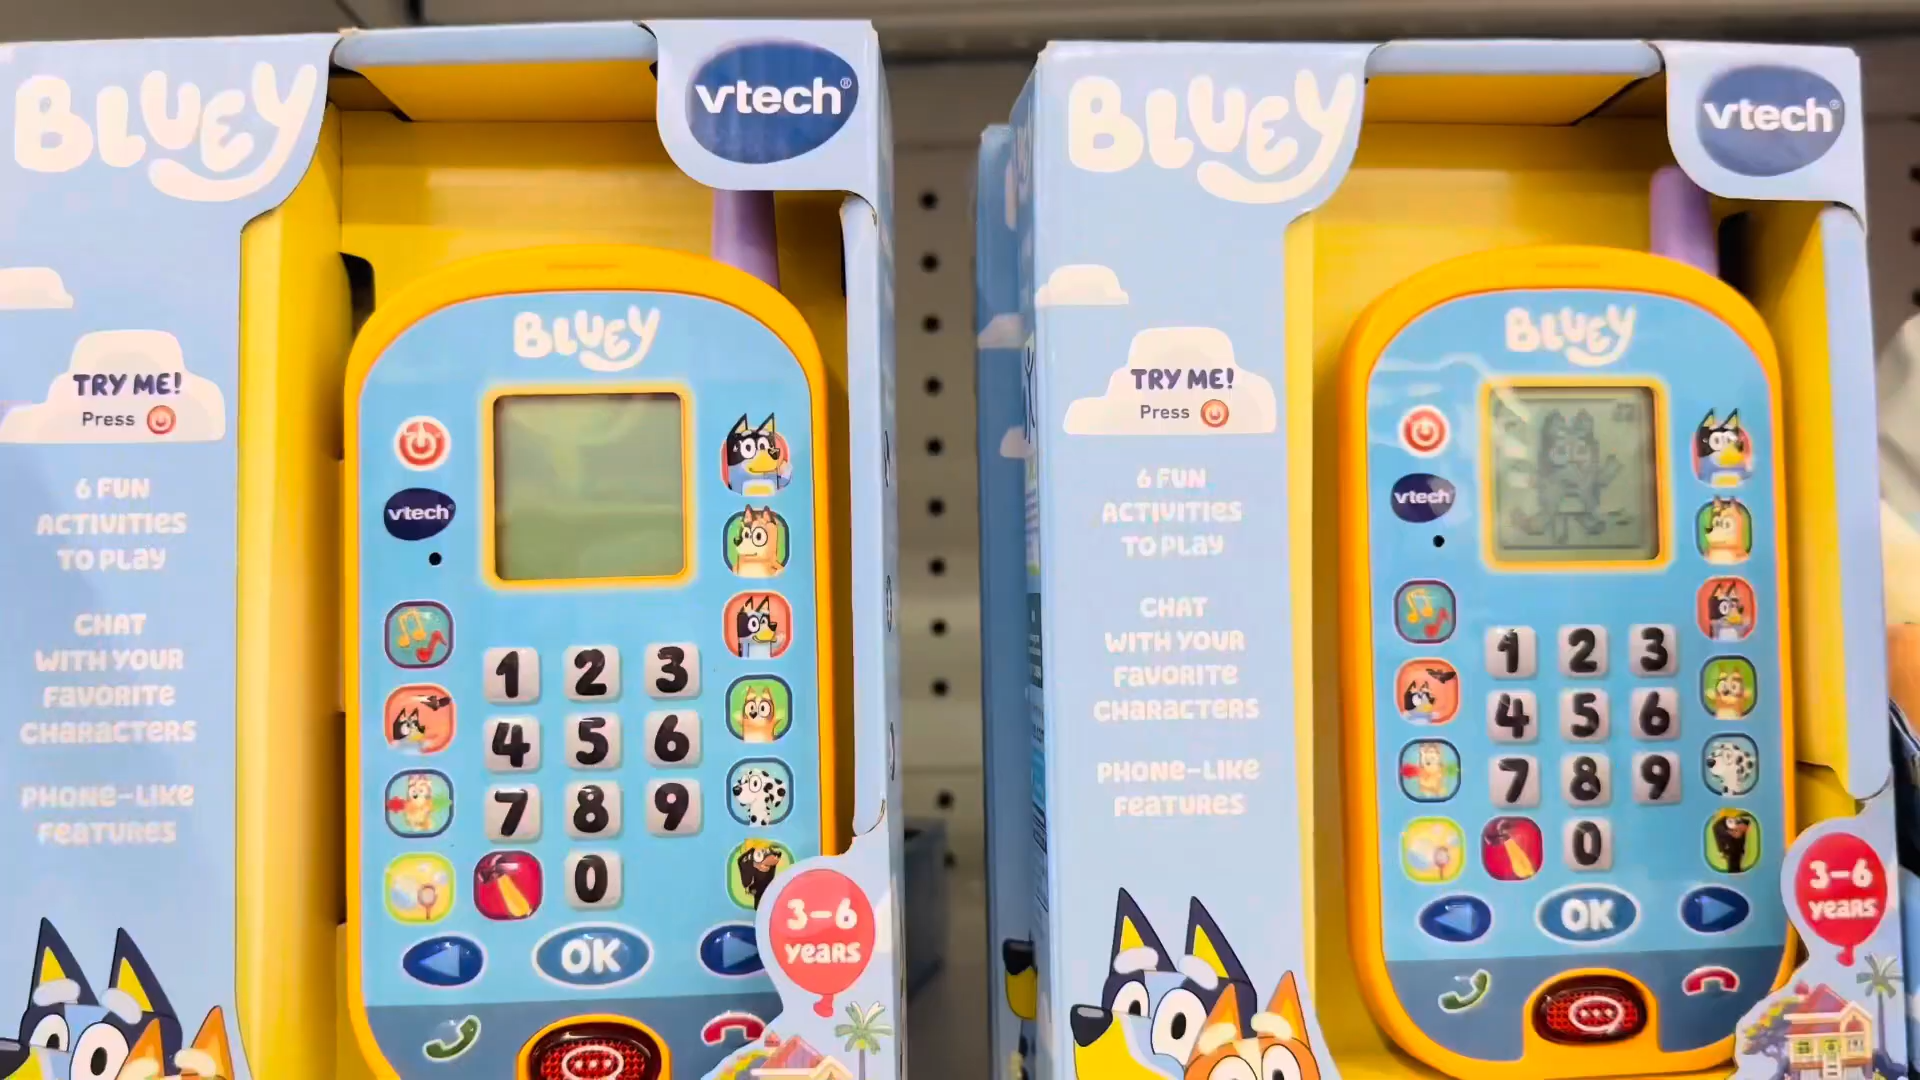 BLUEY
vtech®
TRY ME!
Press
6 FUN
ACTIVITIES
TO PLAY
CHAT
WITH YOUR
FAVORITE
CHARACTERS
PHONE-LIKE
FEATURES
BLUEY
vtech
1 2 3
4 5 6
7 8 9
0
OK
3-6
years
BLUEY
vtech®
TRY ME!
Press
6 FUN
ACTIVITIES
TO PLAY
CHAT
WITH YOUR
FAVORITE
CHARACTERS
PHONE-LIKE
FEATURES
BLUEY
vtech
1 2 3
4 5 6
7 8 9
0
OK
3-6
years